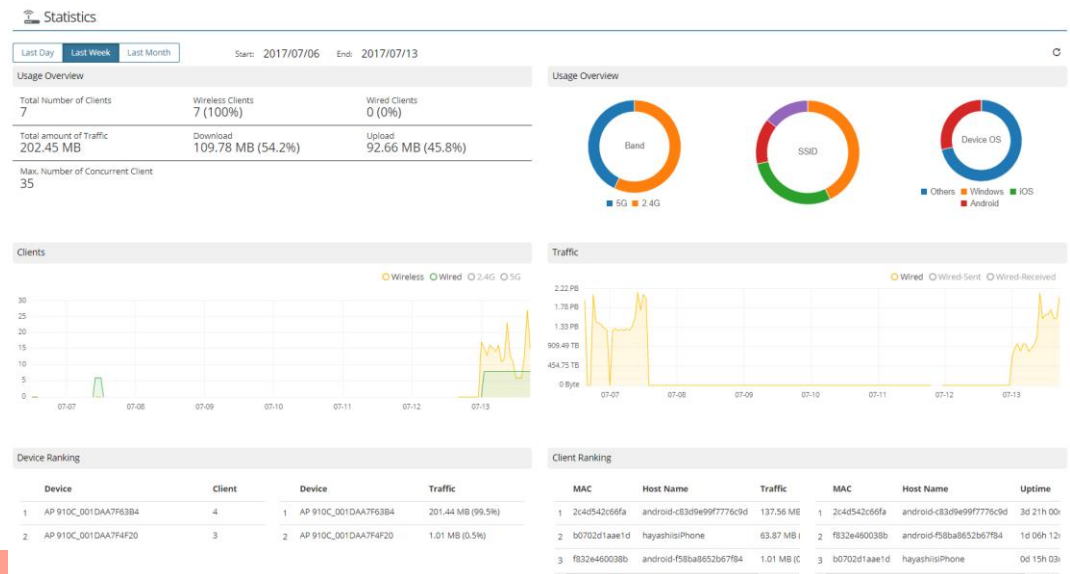 Statistics
Last Day Last Week Last Month Start: 2017/07/06 End: 2017/07/13
Usage Overview
Total Number of Clients Wireless Clients Wired Clients
7 7 (100%) 0 (0%)
Total amount of Traffic Download Upload
202.45 MB 109.78 MB (54.2%) 92.66 MB (45.8%)
Max. Number of Concurrent Client
35
Usage Overview
Band
5G 2.4G
SSID
Device OS
Others Windows iOS
Android
Clients
Wireless Wired 2.4G 5G
30
25
20
15
10
5
0
07-07 07-08 07-09 07-10 07-11 07-12 07-13
Traffic
Wired Wired-Sent Wired-Received
2.22 PB
1.78 PB
1.33 PB
909.49 TB
454.75 TB
0 Byte
07-07 07-08 07-09 07-10 07-11 07-12 07-13
Device Ranking
Device Client
1 AP 910C_001DAA7F63B4 4
2 AP 910C_001DAA7F4F20 3
Device Traffic
1 AP 910C_001DAA7F63B4 201.44 MB (99.5%)
2 AP 910C_001DAA7F4F20 1.01 MB (0.5%)
Client Ranking
MAC Host Name Traffic
1 2c4d542c66fa android-c83d9e99f7776c9d 137.56 MB
2 b0702d1aae1d hayashiisiPhone 63.87 MB (
3 f832e460038b android-f58ba8652b67f84 1.01 MB (0
MAC Host Name Uptime
1 2c4d542c66fa android-c83d9e99f7776c9d 3d 21h 00
2 f832e460038b android-f58ba8652b67f84 1d 06h 12
3 b0702d1aae1d hayashiisiPhone 0d 15h 03